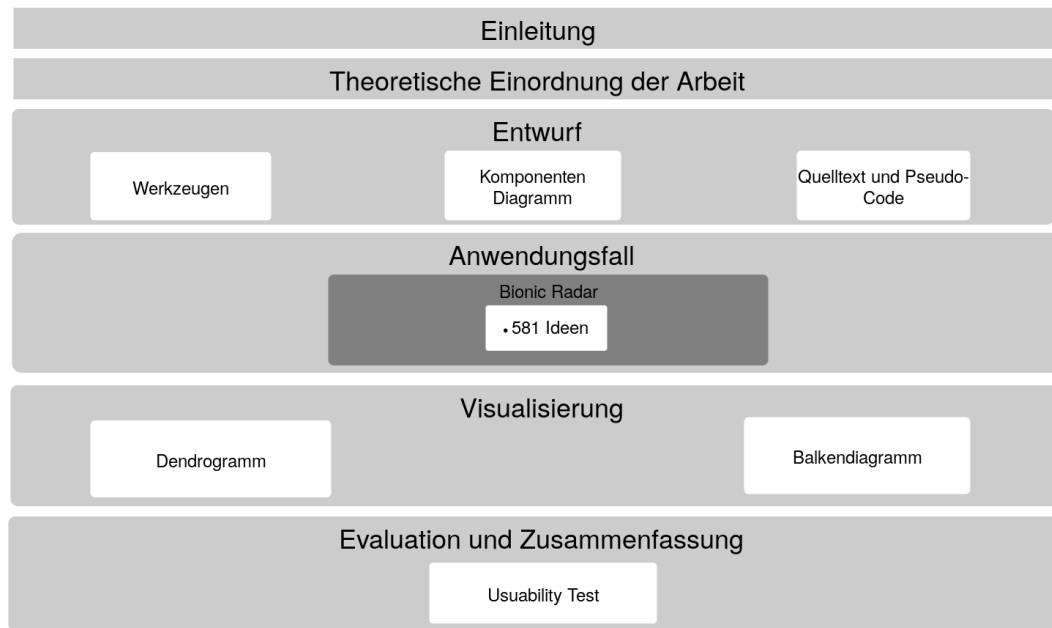 Einleitung
Theoretische Einordnung der Arbeit
Entwurf
Werkzeugen
Komponenten
Diagramm
Quelltext und Pseudo-
Code
Anwendungsfall
Bionic Radar
• 581 Ideen
Visualisierung
Dendrogramm
Balkendiagramm
Evaluation und Zusammenfassung
Usuability Test